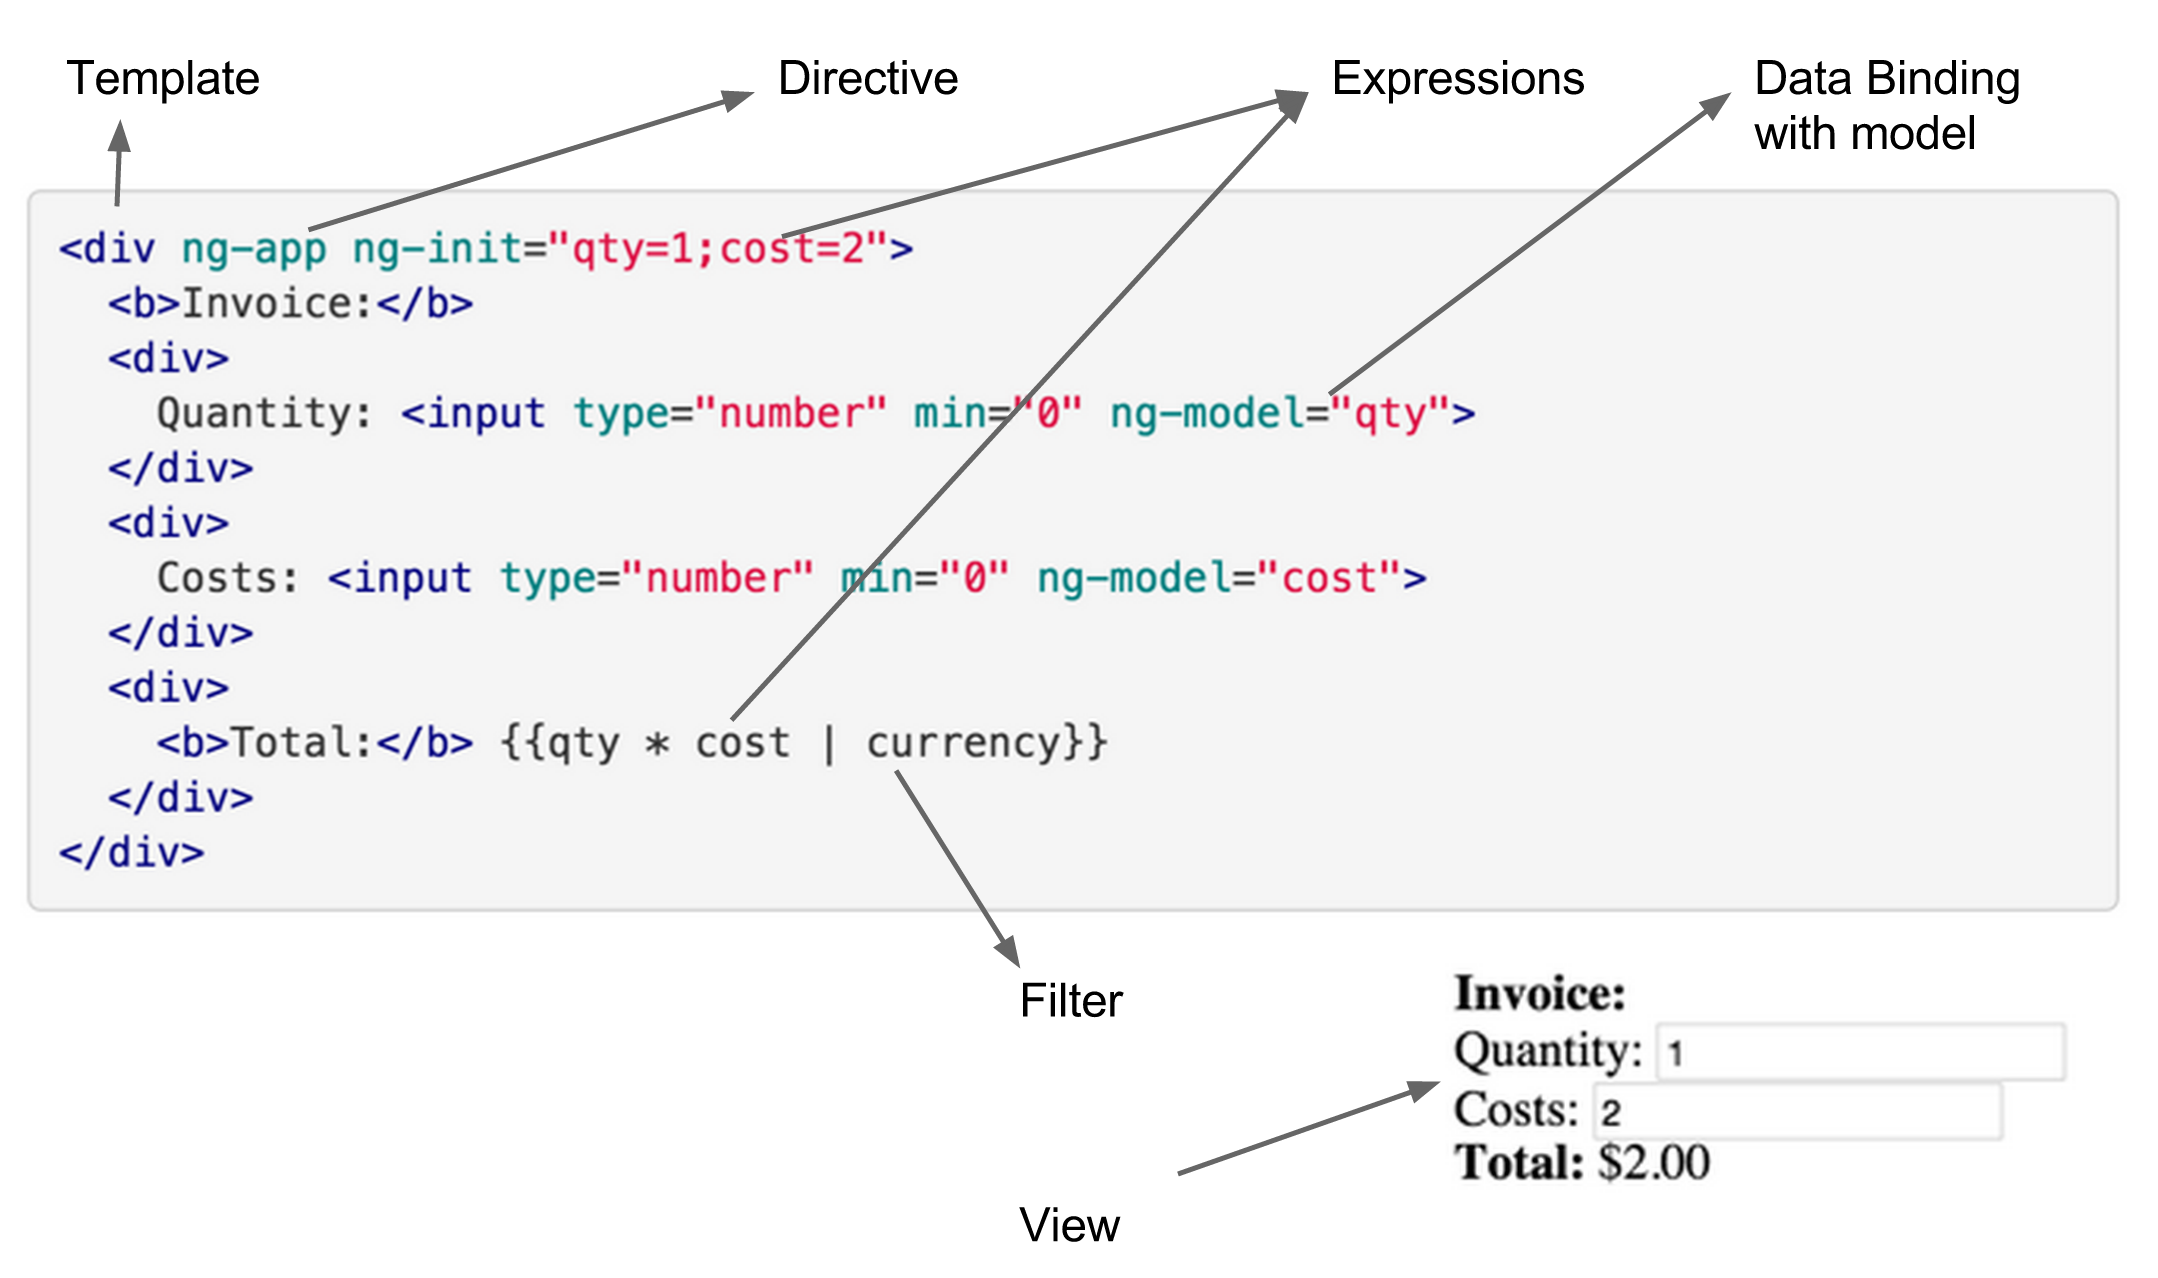 Template
Directive
Expressions
Data Binding
with model
<div ng-app ng-init="qty=1;cost=2">
  <b>Invoice:</b>
  <div>
    Quantity: <input type="number" min="0" ng-model="qty">
  </div>
  <div>
    Costs: <input type="number" min="0" ng-model="cost">
  </div>
  <div>
    <b>Total:</b> {{qty * cost | currency}}
  </div>
</div>
Filter
Invoice:
Quantity: 1
Costs: 2
Total: $2.00
View